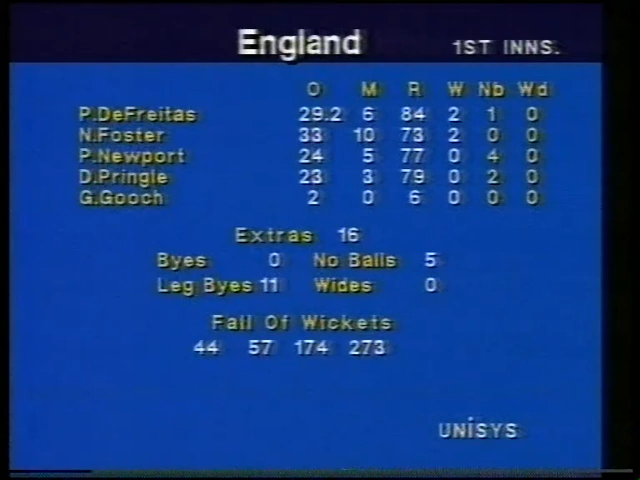 England 1ST INNS.
O M R W Nb Wd
P.DeFreitas 29.2 6 84 2 1 0
N.Foster 33 10 73 2 0 0
P.Newport 24 5 77 0 4 0
D.Pringle 23 3 79 0 2 0
G.Gooch 2 0 6 0 0 0
Extras 16
Byes 0 No Balls 5
Leg Byes 11 Wides 0
Fall Of Wickets
44 57 174 273
UNiSYS